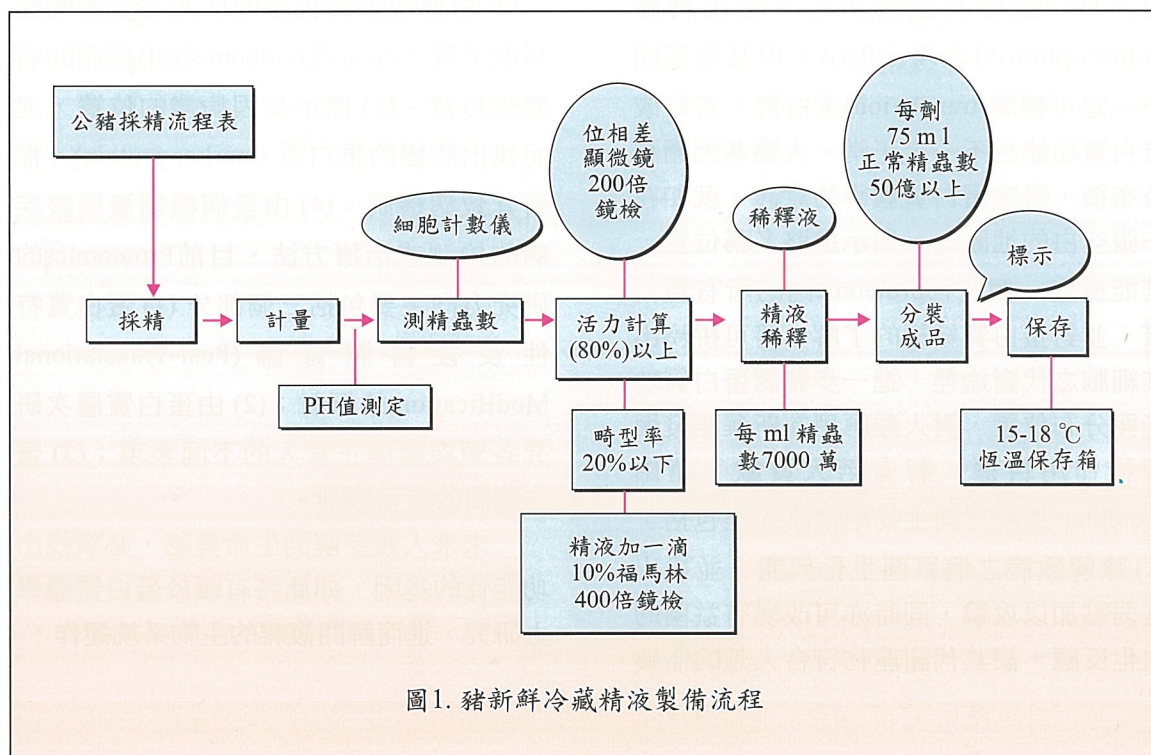 公豬採精流程表
位相差
顯微鏡
200倍
鏡檢
每劑
75 ml
正常精蟲數
50億以上
細胞計數儀
稀釋液
標示
採精
計量
測精蟲數
活力計算
(80%)以上
精液
稀釋
分裝
成品
保存
PH值測定
畸型率
20%以下
每 ml 精蟲
數7000 萬
15-18 ℃
恆溫保存箱
精液加一滴
10%福馬林
400倍鏡檢
圖1. 豬新鮮冷藏精液製備流程